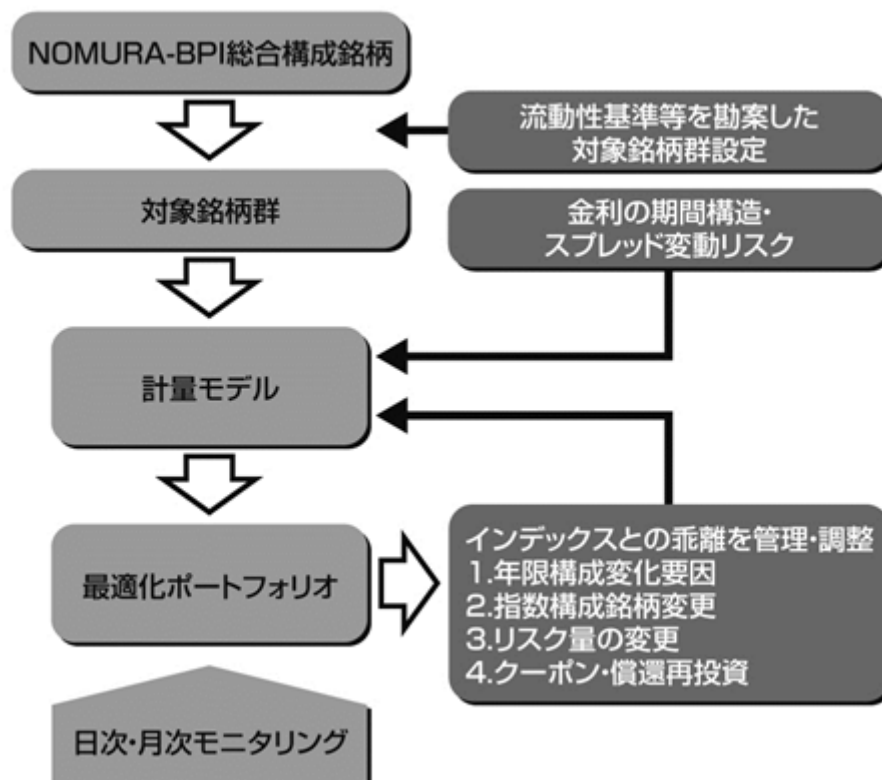 NOMURA-BPI総合構成銘柄
流動性基準等を勘案した
対象銘柄群設定
対象銘柄群
金利の期間構造・
スプレッド変動リスク
計量モデル
最適化ポートフォリオ
インデックスとの乖離を管理・調整
1.年限構成変化要因
2.指数構成銘柄変更
3.リスク量の変更
4.クーポン・償還再投資
日次・月次モニタリング